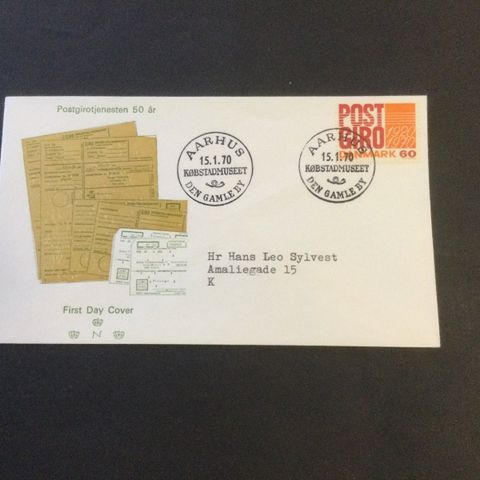 Postgirotjenesten 50 år
AARHUS
15.1.70
KØBSTADMUSEET
DEN GAMLE BY
AARHUS
15.1.70
KØBSTADMUSEET
DEN GAMLE BY
POST
GIRO
DANMARK 60
Hr Hans Leo Sylvest
Amaliegade 15
K
First Day Cover
N